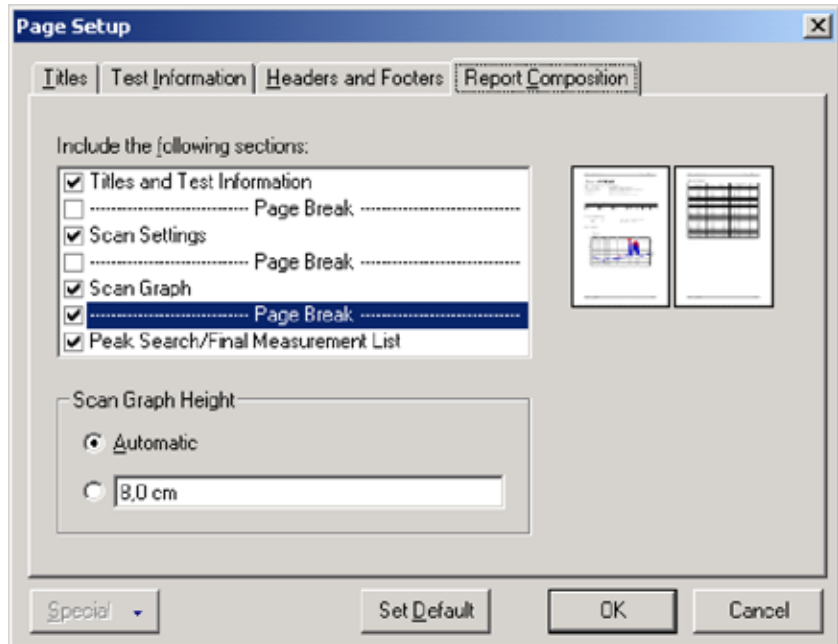 Page Setup
Titles Test Information Headers and Footers Report Composition
Include the following sections:
Titles and Test Information
---------------------------- Page Break ----------------------------
Scan Settings
---------------------------- Page Break ----------------------------
Scan Graph
---------------------------- Page Break ----------------------------
Peak Search/Final Measurement List
Scan Graph Height
Automatic
8,0 cm
Special Set Default OK Cancel